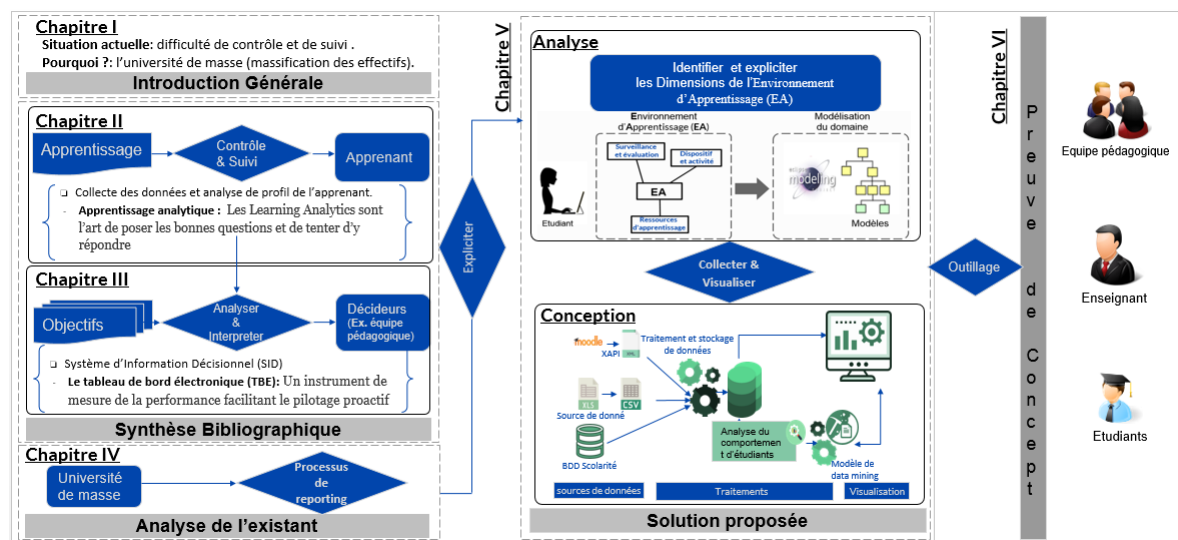 Chapitre I
Situation actuelle: difficulté de contrôle et de suivi .
Pourquoi ?: l'université de masse (massification des effectifs).
Introduction Générale
Chapitre II
Apprentissage
Contrôle
& Suivi
Apprenant
❑ Collecte des données et analyse de profil de l'apprenant.
- Apprentissage analytique : Les Learning Analytics sont
l'art de poser les bonnes questions et de tenter d'y
répondre
Chapitre III
Objectifs
Analyser
&
Interpreter
Décideurs
(Ex. équipe
pédagogique)
❑ Système d'Information Décisionnel (SID)
- Le tableau de bord électronique (TBE): Un instrument de
mesure de la performance facilitant le pilotage proactif
Synthèse Bibliographique
Chapitre IV
Université
de masse
Processus
de
reporting
Analyse de l'existant
Expliciter
Chapitre V
Analyse
Identifier et expliciter
les Dimensions de l'Environnement
d'Apprentissage (EA)
Environnement
d'Apprentissage (EA)
Modélisation
du domaine
Surveillance
et évaluation
Dispositif
et activité
EA
Ressources
d'apprentissage
Etudiant
modeling
Modèles
Collecter &
Visualiser
Conception
moodle
XAPI
Traitement et stockage
de données
XLS
CSV
Source de donné
BDD Scolarité
Analyse du
comportemen
t d'étudiants
Modèle de
data mining
sources de données
Traitements
Visualisation
Solution proposée
Outillage
Chapitre VI
Preuve de Concept
Equipe pédagogique
Enseignant
Etudiants